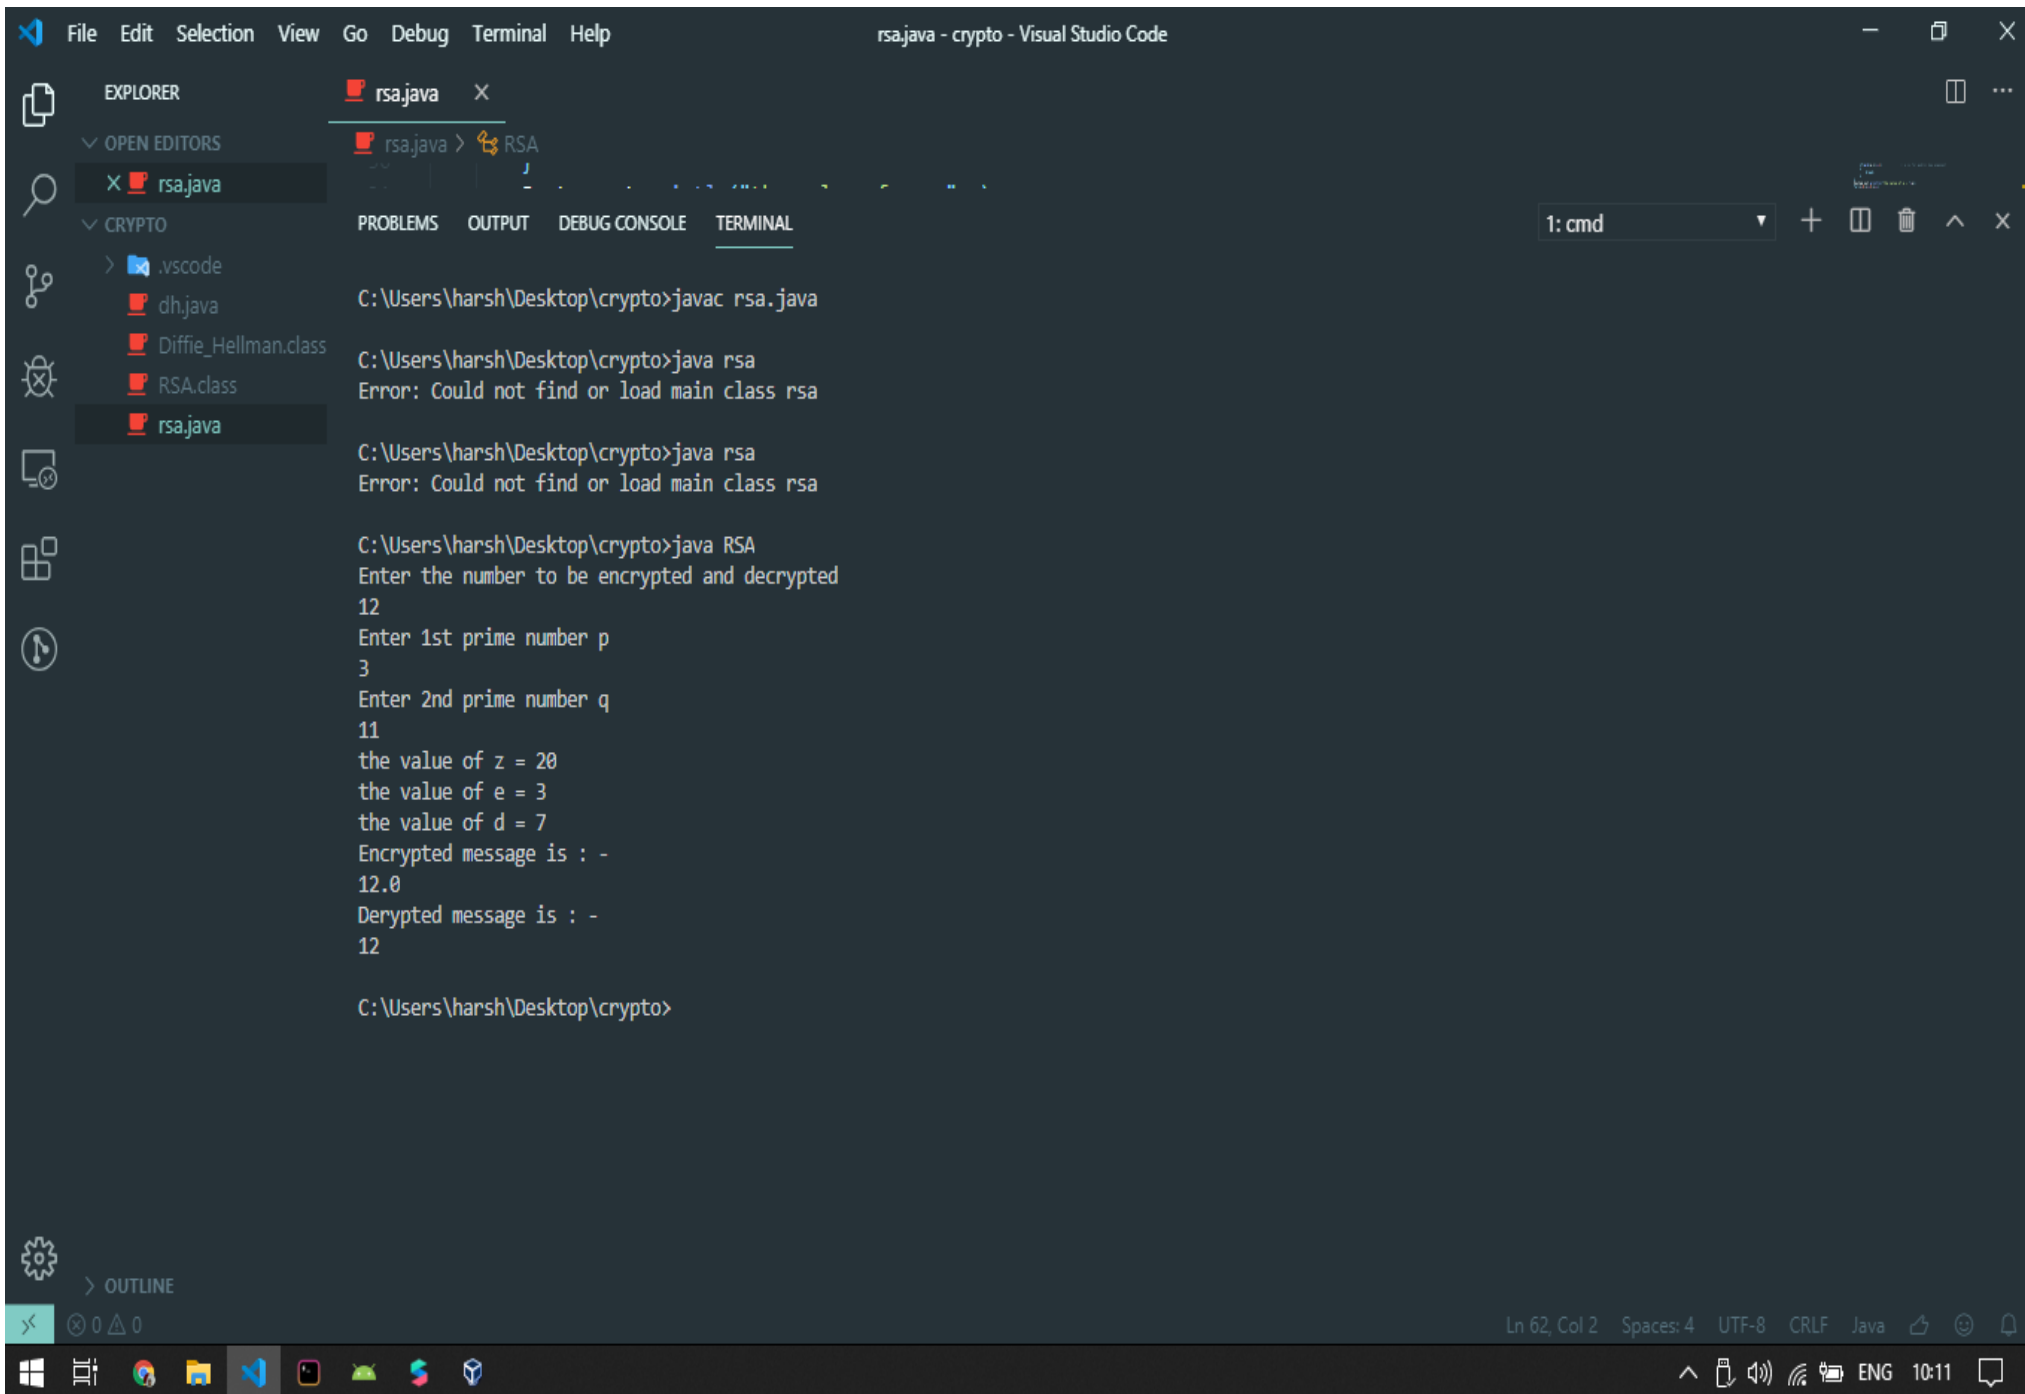 File Edit Selection View Go Debug Terminal Help
rsa.java - crypto - Visual Studio Code
EXPLORER
rsa.java
OPEN EDITORS
rsa.java > RSA
rsa.java
CRYPTO
PROBLEMS OUTPUT DEBUG CONSOLE TERMINAL
1: cmd
.vscode
dh.java
Diffie_Hellman.class
RSA.class
rsa.java
C:\Users\harsh\Desktop\crypto>javac rsa.java
C:\Users\harsh\Desktop\crypto>java rsa
Error: Could not find or load main class rsa
C:\Users\harsh\Desktop\crypto>java rsa
Error: Could not find or load main class rsa
C:\Users\harsh\Desktop\crypto>java RSA
Enter the number to be encrypted and decrypted
12
Enter 1st prime number p
3
Enter 2nd prime number q
11
the value of z = 20
the value of e = 3
the value of d = 7
Encrypted message is : -
12.0
Derypted message is : -
12
C:\Users\harsh\Desktop\crypto>
OUTLINE
0 0
Ln 62, Col 2 Spaces: 4 UTF-8 CRLF Java
ENG 10:11